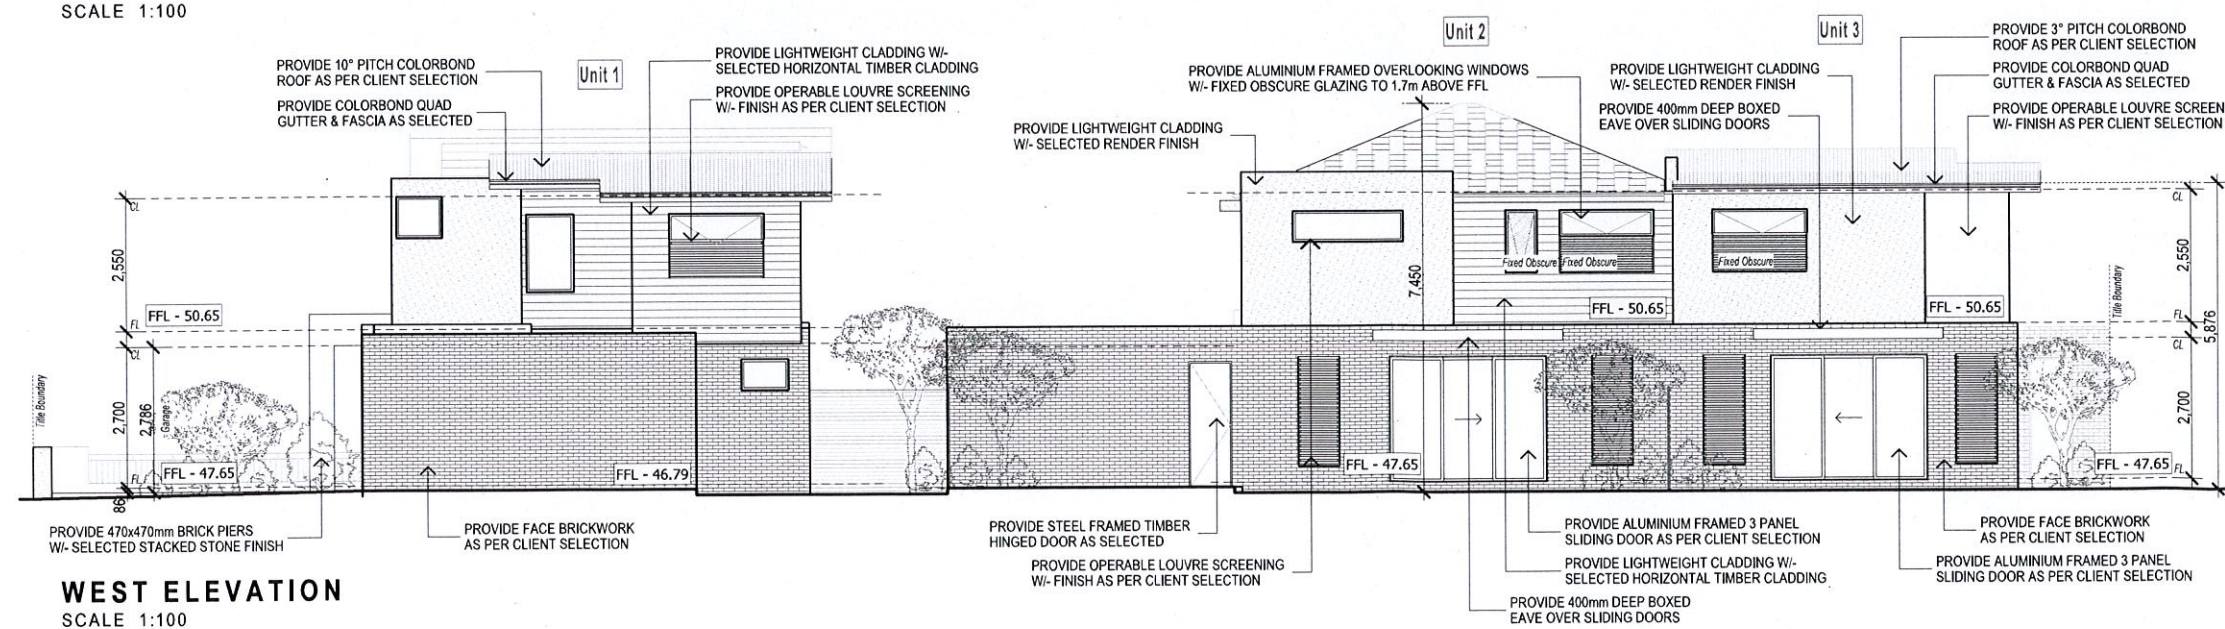 SCALE 1:100
Unit 1
Unit 2
Unit 3
PROVIDE 10° PITCH COLORBOND
ROOF AS PER CLIENT SELECTION
PROVIDE COLORBOND QUAD
GUTTER & FASCIA AS SELECTED
PROVIDE LIGHTWEIGHT CLADDING W/-
SELECTED HORIZONTAL TIMBER CLADDING
PROVIDE OPERABLE LOUVRE SCREENING
W/- FINISH AS PER CLIENT SELECTION
PROVIDE LIGHTWEIGHT CLADDING
W/- SELECTED RENDER FINISH
PROVIDE ALUMINIUM FRAMED OVERLOOKING WINDOWS
W/- FIXED OBSCURE GLAZING TO 1.7m ABOVE FFL
PROVIDE LIGHTWEIGHT CLADDING
W/- SELECTED RENDER FINISH
PROVIDE 400mm DEEP BOXED
EAVE OVER SLIDING DOORS
PROVIDE 3° PITCH COLORBOND
ROOF AS PER CLIENT SELECTION
PROVIDE COLORBOND QUAD
GUTTER & FASCIA AS SELECTED
PROVIDE OPERABLE LOUVRE SCREEN
W/- FINISH AS PER CLIENT SELECTION
CL
2,550
FFL - 50.65
FL
CL
2,700
2,786
Garage
Title Boundary
FL
86
FFL - 47.65
FFL - 46.79
7,450
Fixed Obscure
Fixed Obscure
Fixed Obscure
FFL - 50.65
FFL - 50.65
FFL - 47.65
FFL - 47.65
Title Boundary
CL
2,550
FL
CL
5,876
2,700
FL
PROVIDE 470x470mm BRICK PIERS
W/- SELECTED STACKED STONE FINISH
PROVIDE FACE BRICKWORK
AS PER CLIENT SELECTION
PROVIDE STEEL FRAMED TIMBER
HINGED DOOR AS SELECTED
PROVIDE OPERABLE LOUVRE SCREENING
W/- FINISH AS PER CLIENT SELECTION
PROVIDE ALUMINIUM FRAMED 3 PANEL
SLIDING DOOR AS PER CLIENT SELECTION
PROVIDE LIGHTWEIGHT CLADDING W/-
SELECTED HORIZONTAL TIMBER CLADDING
PROVIDE 400mm DEEP BOXED
EAVE OVER SLIDING DOORS
PROVIDE FACE BRICKWORK
AS PER CLIENT SELECTION
PROVIDE ALUMINIUM FRAMED 3 PANEL
SLIDING DOOR AS PER CLIENT SELECTION
WEST ELEVATION
SCALE 1:100